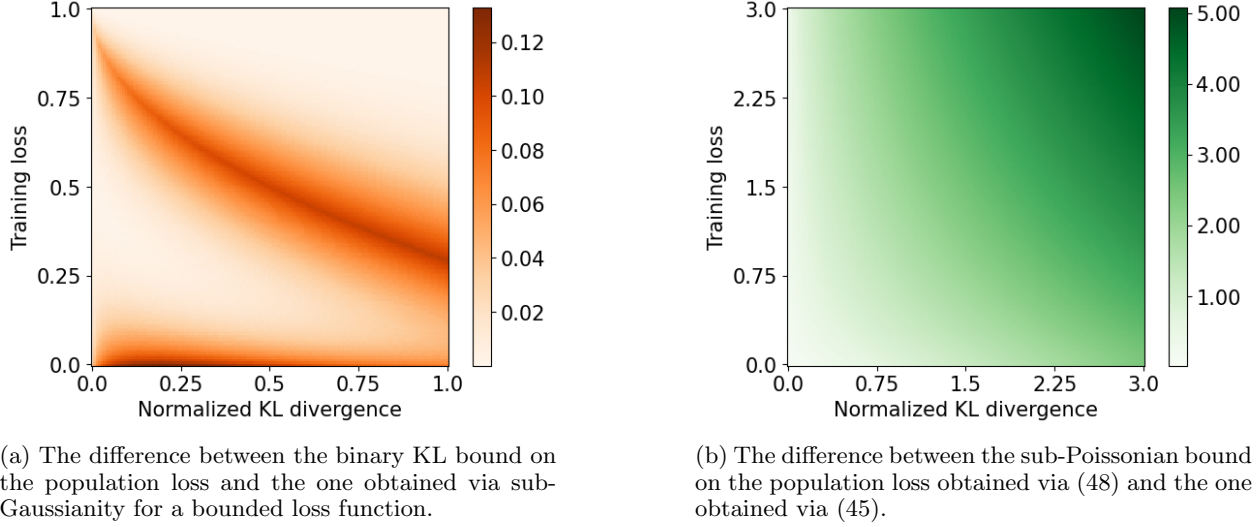 1.0
0.75
0.5
0.25
0.0
Training loss
0.0 0.25 0.5 0.75 1.0
Normalized KL divergence
0.12
0.10
0.08
0.06
0.04
0.02
3.0
2.25
1.5
0.75
0.0
Training loss
0.0 0.75 1.5 2.25 3.0
Normalized KL divergence
5.00
4.00
3.00
2.00
1.00
(a) The difference between the binary KL bound on
the population loss and the one obtained via sub-
Gaussianity for a bounded loss function.
(b) The difference between the sub-Poissonian bound
on the population loss obtained via (48) and the one
obtained via (45).